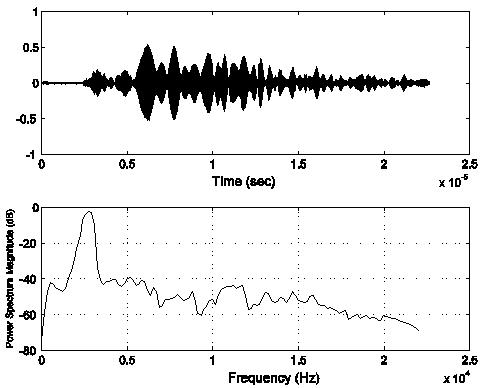 1
0.5
0
-0.5
-1
0 0.5 1 1.5 2 2.5
Time (sec) x 10-5
0
-20
-40
-60
-80
Power Spectrum Magnitude (dB)
0 0.5 1 1.5 2 2.5
Frequency (Hz) x 104